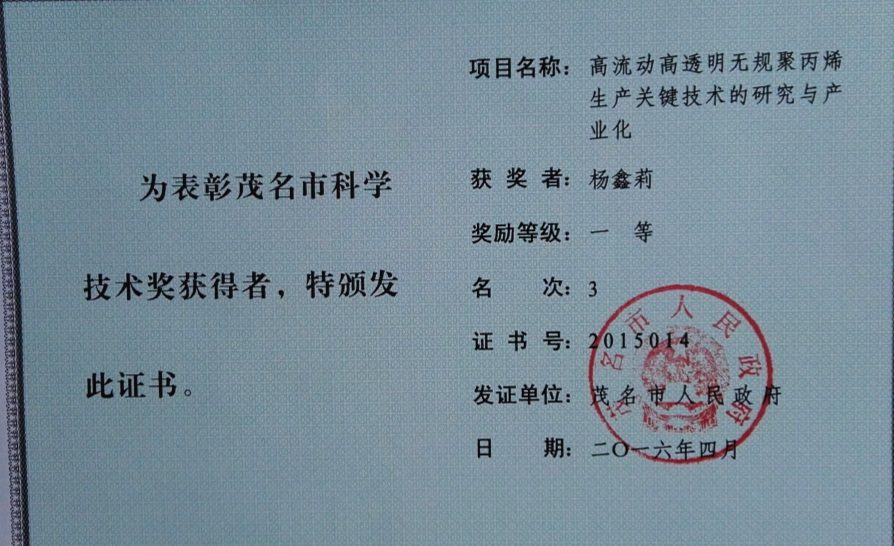 为表彰茂名市科学
技术奖获得者，特颁发
此证书。
项目名称：高流动高透明无规聚丙烯
生产关键技术的研究与产
业化
获奖者：杨鑫莉
奖励等级：一 等
名 次：3
证书号：2015014
发证单位：茂名市人民政府
日 期：二〇一六年四月
茂名市人民政府